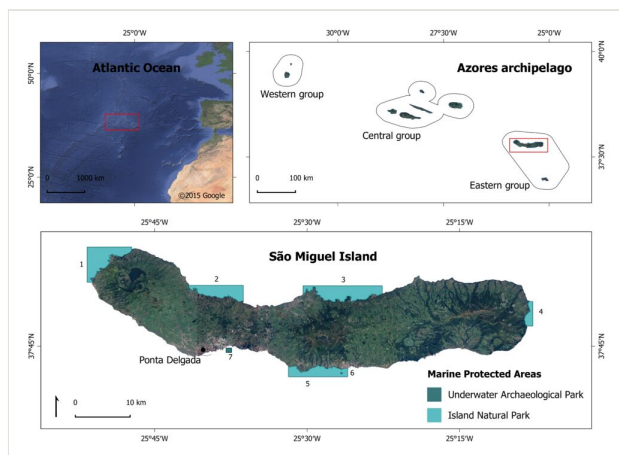 25°0'W
50°0'N
25°0'N
Atlantic Ocean
0 1000 km
©2015 Google
30°0'W 27°30'W 25°0'W
40°0'N
37°30'N
Azores archipelago
Western group
Central group
Eastern group
0 100 km
25°45'W 25°30'W 25°15'W
São Miguel Island
1
2
3
4
37°45'N
37°45'N
Ponta Delgada
7
5
6
Marine Protected Areas
Underwater Archaeological Park
Island Natural Park
0 10 km
25°45'W 25°30'W 25°15'W